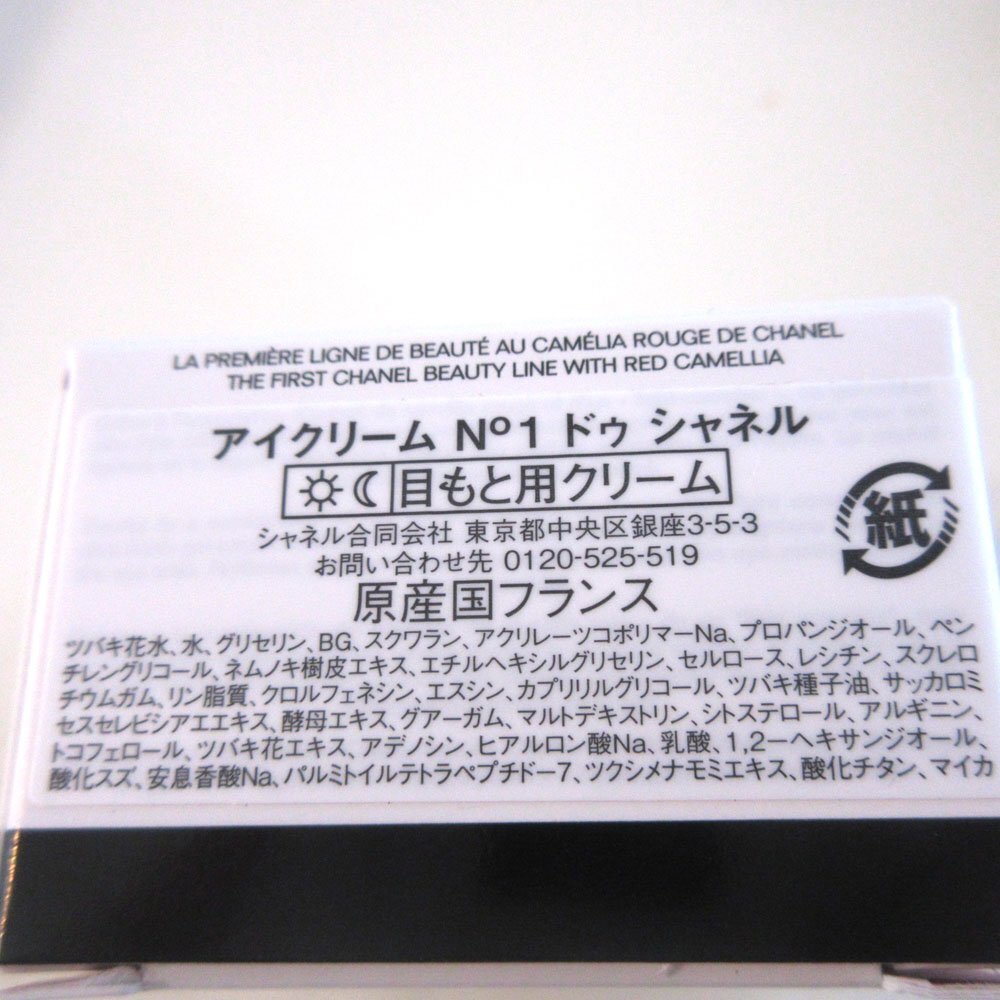 LA PREMIÈRE LIGNE DE BEAUTÉ AU CAMÉLIA ROUGE DE CHANEL
THE FIRST CHANEL BEAUTY LINE WITH RED CAMELLIA
アイクリーム Nº1 ドゥ シャネル
目もと用クリーム
シャネル合同会社 東京都中央区銀座3-5-3
お問い合わせ先 0120-525-519
紙
原産国フランス
ツバキ花水、水、グリセリン、BG、スクワラン、アクリレーツコポリマーNa、プロパンジオール、ペン
チレングリコール、ネムノキ樹皮エキス、エチルヘキシルグリセリン、セルロース、レシチン、スクレロ
チウムガム、リン脂質、クロルフェネシン、エスシン、カプリリルグリコール、ツバキ種子油、サッカロミ
セスセレビシアエエキス、酵母エキス、グアーガム、マルトデキストリン、シトステロール、アルギニン、
トコフェロール、ツバキ花エキス、アデノシン、ヒアルロン酸Na、乳酸、1,2-ヘキサンジオール、
酸化スズ、安息香酸Na、パルミトイルテトラペプチド-7、ツクシメナモミエキス、酸化チタン、マイカ